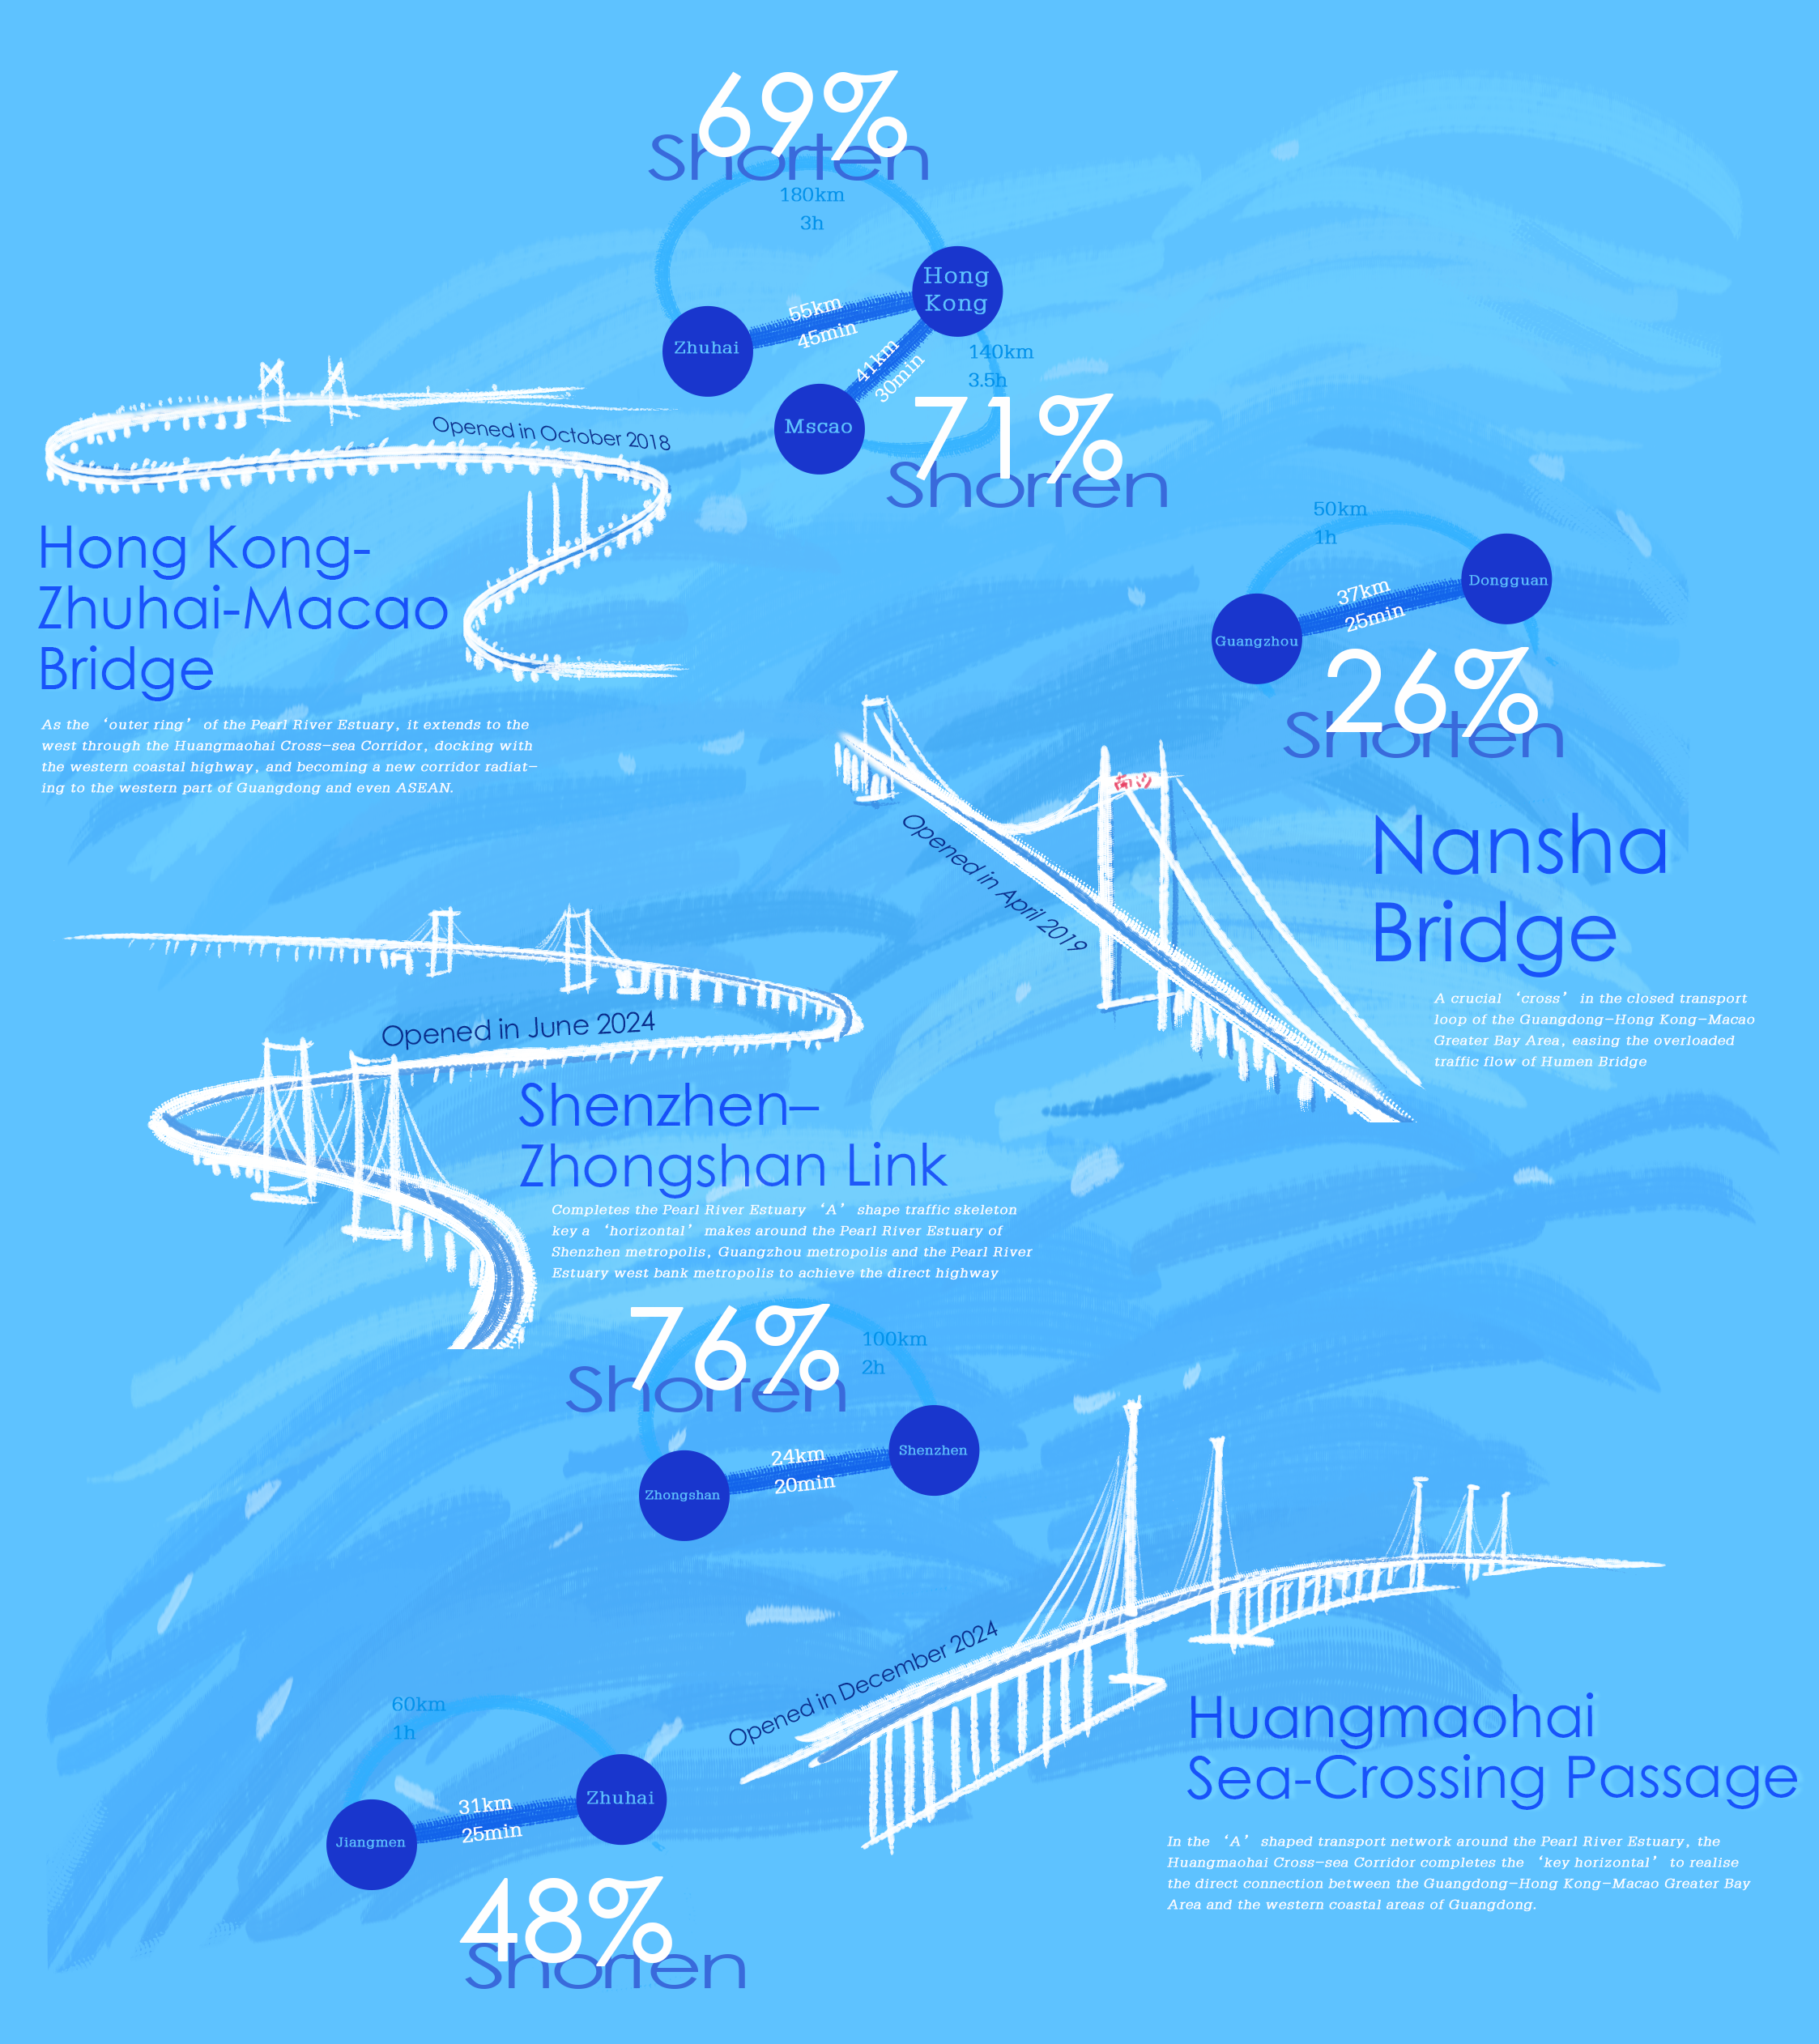 69%
Shorten
180km
3h
Hong
Kong
55km
45min
Zhuhai
41km
30min
140km
3.5h
Mscao
71%
Shorten
Opened in October 2018
Hong Kong-
Zhuhai-Macao
Bridge
As the ‘outer ring’ of the Pearl River Estuary, it extends to the
west through the Huangmaohai Cross-sea Corridor, docking with
the western coastal highway, and becoming a new corridor radiat-
ing to the western part of Guangdong and even ASEAN.
50km
1h
Dongguan
37km
25min
Guangzhou
26%
Shorten
南沙
Opened in April 2019
Nansha
Bridge
A crucial ‘cross’ in the closed transport
loop of the Guangdong-Hong Kong-Macao
Greater Bay Area, easing the overloaded
traffic flow of Humen Bridge
Opened in June 2024
Shenzhen–
Zhongshan Link
Completes the Pearl River Estuary ‘A’ shape traffic skeleton
key a ‘horizontal’ makes around the Pearl River Estuary of
Shenzhen metropolis, Guangzhou metropolis and the Pearl River
Estuary west bank metropolis to achieve the direct highway
76%
Shorten
100km
2h
Shenzhen
24km
20min
Zhongshan
Opened in December 2024
Huangmaohai
Sea-Crossing Passage
In the ‘A’ shaped transport network around the Pearl River Estuary, the
Huangmaohai Cross-sea Corridor completes the ‘key horizontal’ to realise
the direct connection between the Guangdong-Hong Kong-Macao Greater Bay
Area and the western coastal areas of Guangdong.
60km
1h
Zhuhai
31km
25min
Jiangmen
48%
Shorten